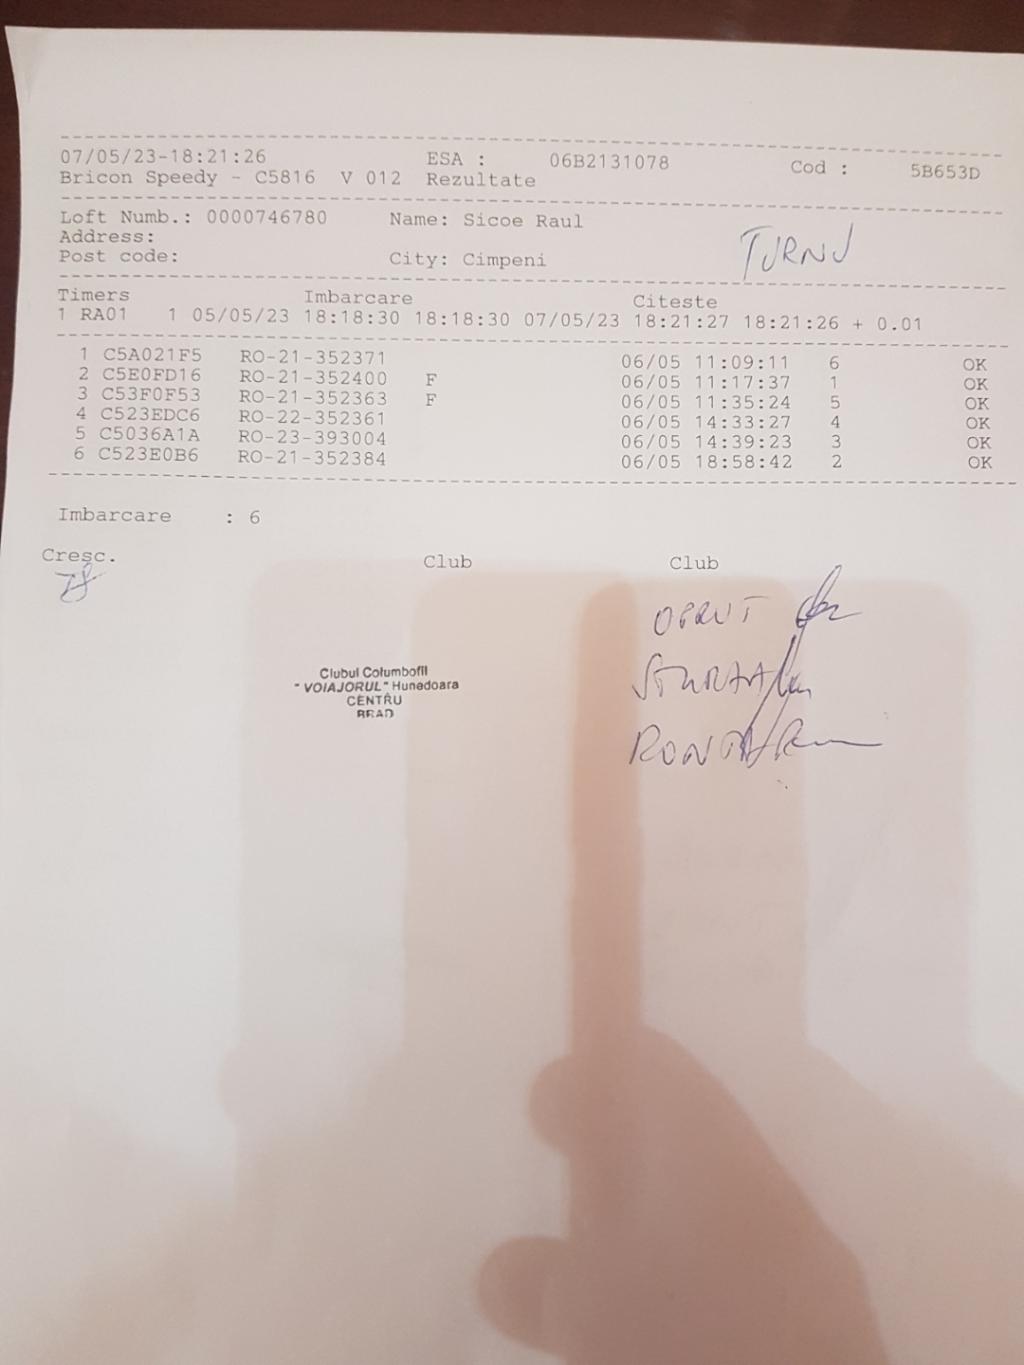 07/05/23-18:21:26 ESA : 06B2131078 Cod : 5B653D
Bricon Speedy - C5816 V 012 Rezultate
Loft Numb.: 0000746780 Name: Sicoe Raul
Address:
TURNU
Post code: City: Cimpeni
Timers Imbarcare Citeste
1 RA01 1 05/05/23 18:18:30 18:18:30 07/05/23 18:21:27 18:21:26 + 0.01
1 C5A021F5 RO-21-352371 06/05 11:09:11 6 OK
2 C5E0FD16 RO-21-352400 F 06/05 11:17:37 1 OK
3 C53F0F53 RO-21-352363 F 06/05 11:35:24 5 OK
4 C523EDC6 RO-22-352361 06/05 14:33:27 4 OK
5 C5036A1A RO-23-393004 06/05 14:39:23 3 OK
6 C523E0B6 RO-21-352384 06/05 18:58:42 2 OK
Imbarcare : 6
Cresc. Club Club
Clubul Columbofil
"VOIAJORUL" Hunedoara
CENTRU
BRAD